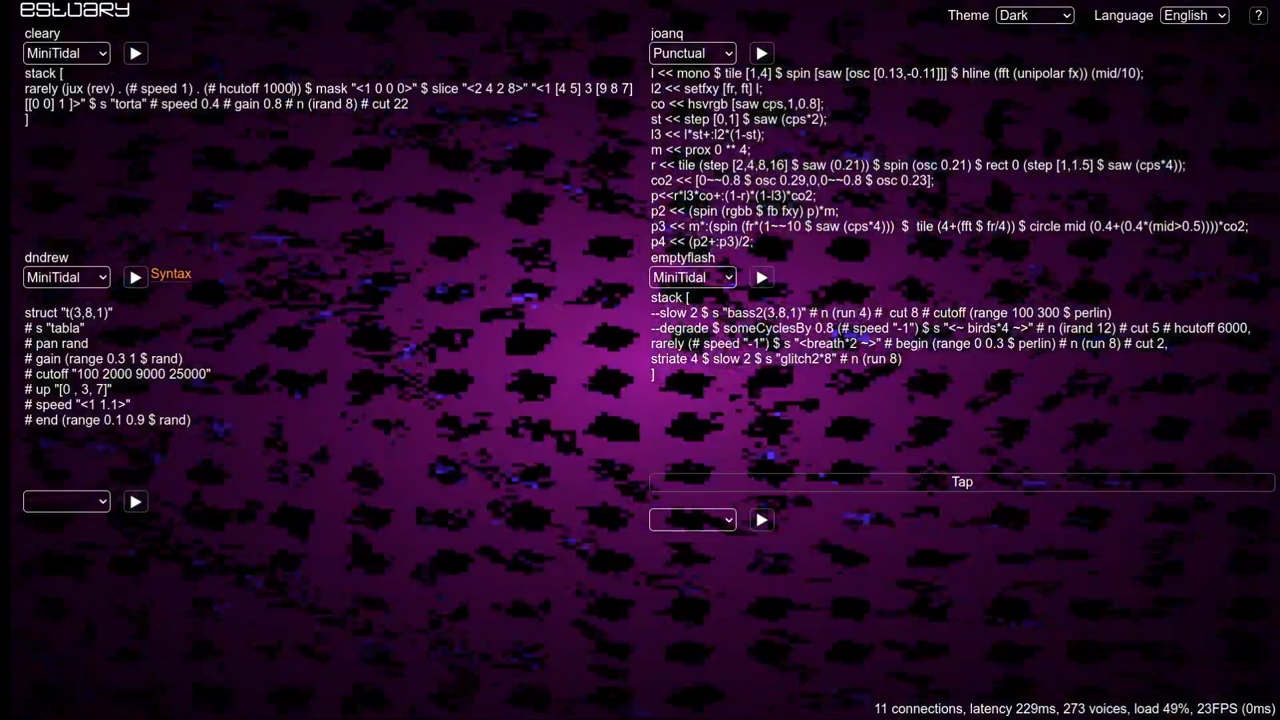 estuary
Theme Dark Language English ?
cleary
MiniTidal
stack [
rarely (jux (rev) . (# speed 1) . (# hcutoff 1000)) $ mask "<1 0 0 0>" $ slice "<2 4 2 8>" "<1 [4 5] 3 [9 8 7]
[[0 0] 1 ]>" $ s "torta" # speed 0.4 # gain 0.8 # n (irand 8) # cut 22
]
joanq
Punctual
l << mono $ tile [1,4] $ spin [saw [osc [0.13,-0.11]]] $ hline (fft (unipolar fx)) (mid/10);
l2 << setfxy [fr, ft] l;
co << hsvrgb [saw cps,1,0.8];
st << step [0,1] $ saw (cps*2);
l3 << l*st+:l2*(1-st);
m << prox 0 ** 4;
r << tile (step [2,4,8,16] $ saw (0.21)) $ spin (osc 0.21) $ rect 0 (step [1,1.5] $ saw (cps*4));
co2 << [0~~0.8 $ osc 0.29,0,0~~0.8 $ osc 0.23];
p<<r*l3*co+:(1-r)*(1-l3)*co2;
p2 << (spin (rgbb $ fb fxy) p)*m;
p3 << m*:(spin (fr*(1~~10 $ saw (cps*4))) $ tile (4+(fft $ fr/4)) $ circle mid (0.4+(0.4*(mid>0.5))))*co2;
p4 << (p2+:p3)/2;
dndrew
MiniTidal Syntax
struct "t(3,8,1)"
# s "tabla"
# pan rand
# gain (range 0.3 1 $ rand)
# cutoff "100 2000 9000 25000"
# up "[0 , 3, 7]"
# speed "<1 1.1>"
# end (range 0.1 0.9 $ rand)
emptyflash
MiniTidal
stack [
--slow 2 $ s "bass2(3,8,1)" # n (run 4) # cut 8 # cutoff (range 100 300 $ perlin)
--degrade $ someCyclesBy 0.8 (# speed "-1") $ s "<~ birds*4 ~>" # n (irand 12) # cut 5 # hcutoff 6000,
rarely (# speed "-1") $ s "<breath*2 ~>" # begin (range 0 0.3 $ perlin) # n (run 8) # cut 2,
striate 4 $ slow 2 $ s "glitch2*8" # n (run 8)
]
Tap
11 connections, latency 229ms, 273 voices, load 49%, 23FPS (0ms)